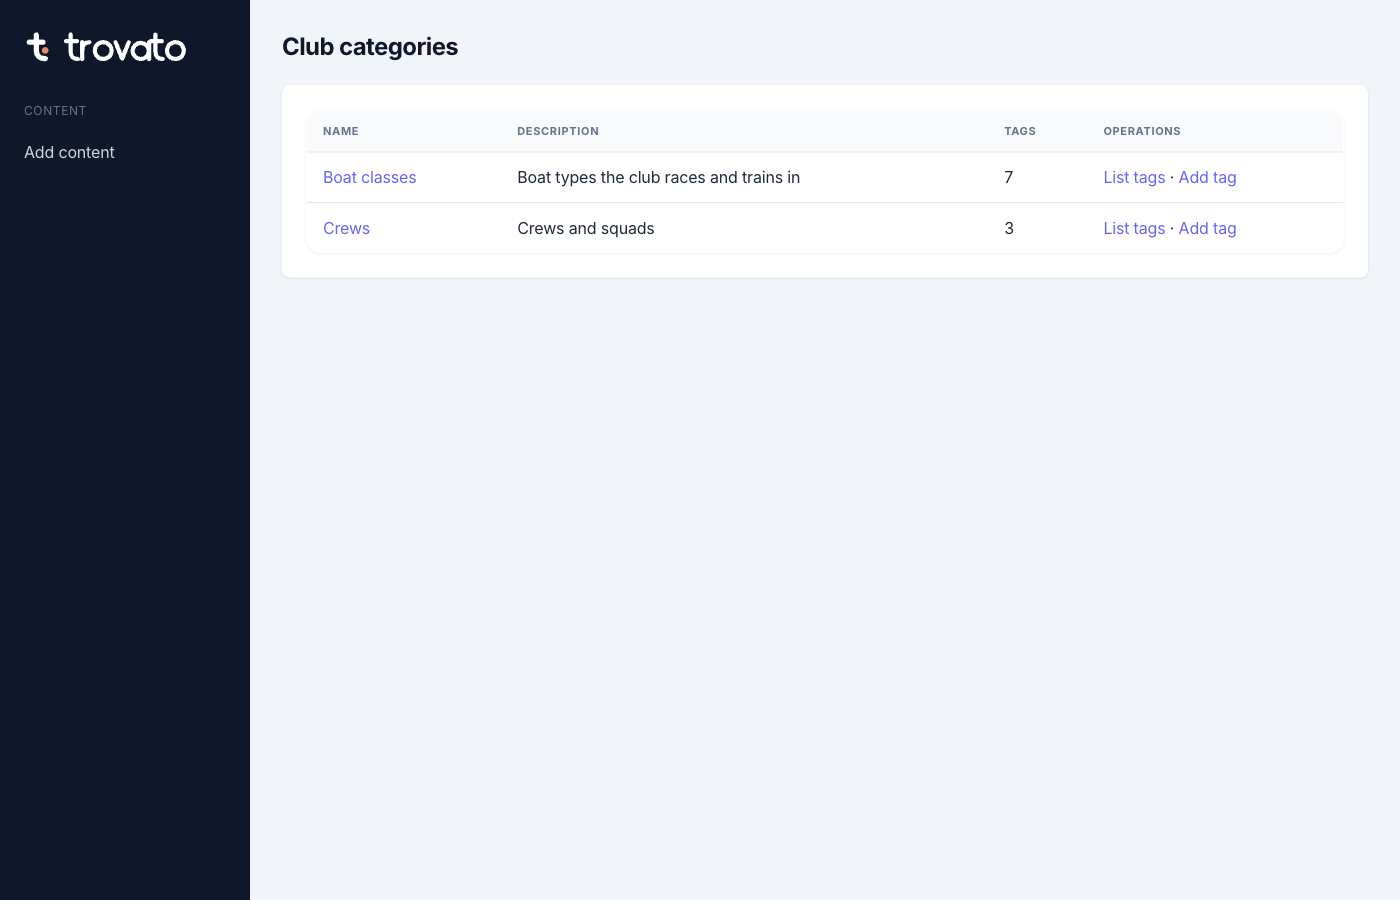 t trovato
CONTENT
Add content
Club categories
NAME DESCRIPTION TAGS OPERATIONS
Boat classes Boat types the club races and trains in 7 List tags · Add tag
Crews Crews and squads 3 List tags · Add tag